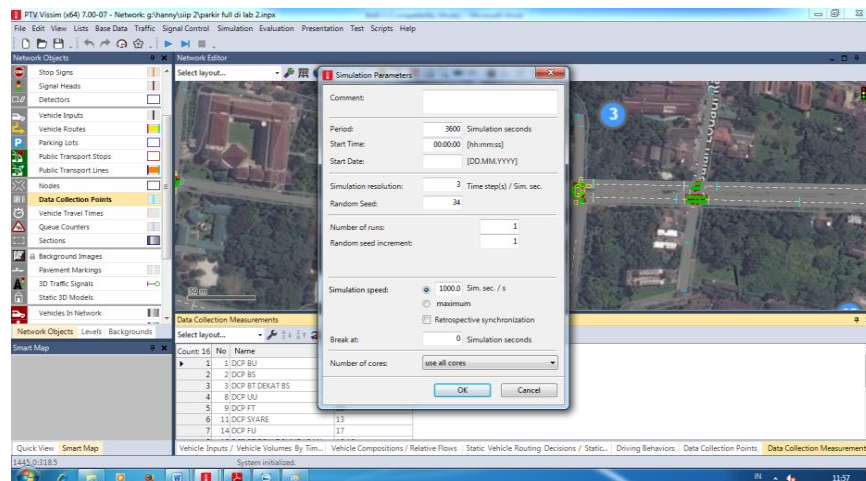 PTV Vissim (x64) 7.00-07 - Network: g:\hanny\siip 2\parkir full di lab 2.inpx
File Edit View Lists Base Data Traffic Signal Control Simulation Evaluation Presentation Test Scripts Help
Network Objects
Network Editor
Select layout...
Stop Signs
Signal Heads
Detectors
Vehicle Inputs
Vehicle Routes
Parking Lots
Public Transport Stops
Public Transport Lines
Nodes
Data Collection Points
Vehicle Travel Times
Queue Counters
Sections
Background Images
Pavement Markings
3D Traffic Signals
Static 3D Models
Vehicles In Network
Network Objects Levels Backgrounds
Smart Map
Quick View Smart Map
Simulation Parameters
Comment:
Period: 3600 Simulation seconds
Start Time: 00:00:00 [hh:mm:ss]
Start Date: [DD.MM.YYYY]
Simulation resolution: 3 Time step(s) / Sim. sec.
Random Seed: 34
Number of runs: 1
Random seed increment: 1
Simulation speed: 1000.0 Sim. sec. / s
maximum
Retrospective synchronization
Break at: 0 Simulation seconds
Number of cores: use all cores
OK Cancel
3
50 m
Data Collection Measurements
Select layout...
Count: 16 No Name
1 1 DCP BU
2 2 DCP BS
3 3 DCP BT DEKAT BS
4 8 DCP UU
5 9 DCP FT
6 11 DCP SYARE 13
7 14 DCP FU 17
Vehicle Inputs / Vehicle Volumes By Tim... Vehicle Compositions / Relative Flows Static Vehicle Routing Decisions / Static... Driving Behaviors Data Collection Points Data Collection Measurement
1445.0:318.5 System initialized.
IN 11:57